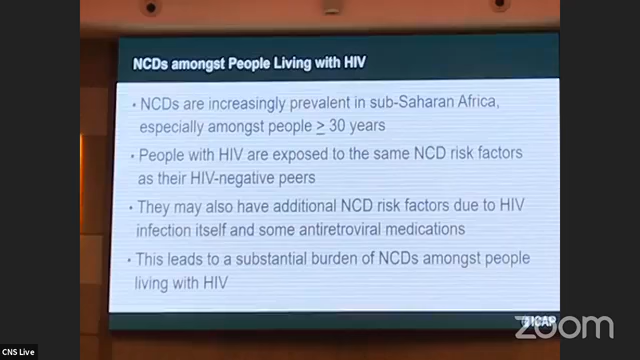 NCDs amongst People Living with HIV
• NCDs are increasingly prevalent in sub-Saharan Africa,
especially amongst people ≥ 30 years
• People with HIV are exposed to the same NCD risk factors
as their HIV-negative peers
• They may also have additional NCD risk factors due to HIV
infection itself and some antiretroviral medications
• This leads to a substantial burden of NCDs amongst people
living with HIV
ICAP
zoom
CNS Live